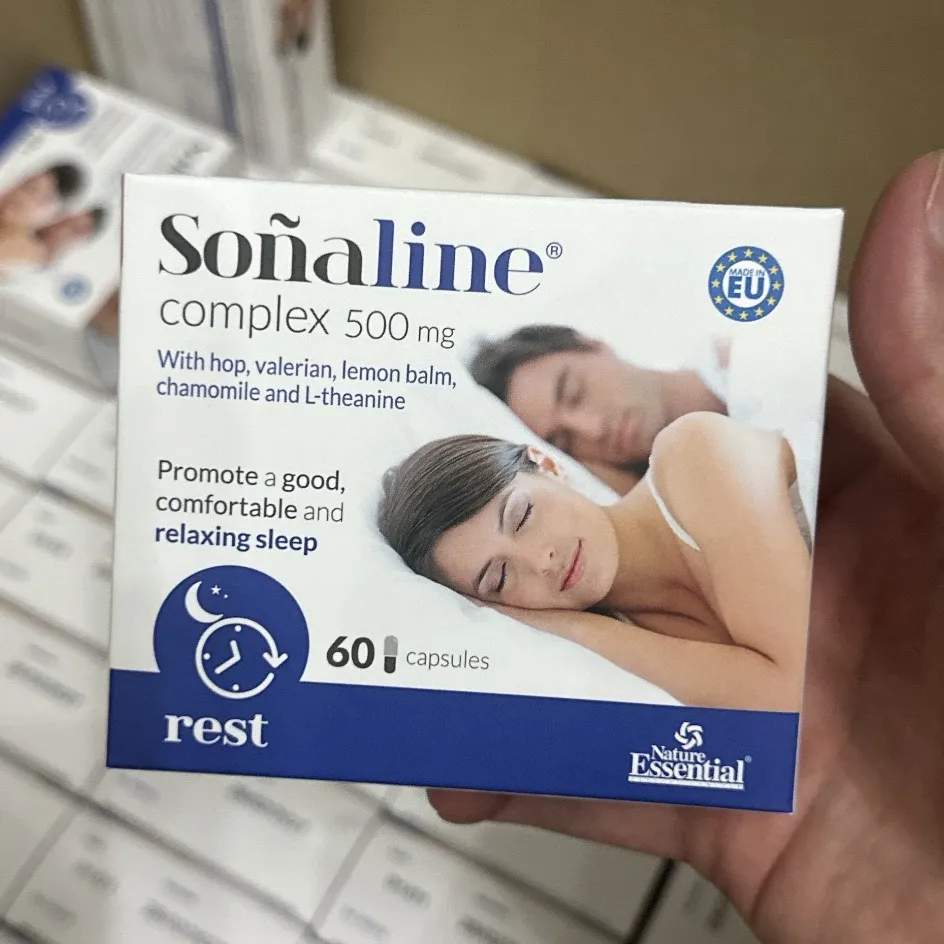 Soñaline®
complex 500 mg
With hop, valerian, lemon balm,
chamomile and L-theanine
MADE IN
EU
Promote a good,
comfortable and
relaxing sleep
60 capsules
rest
Nature
Essential®